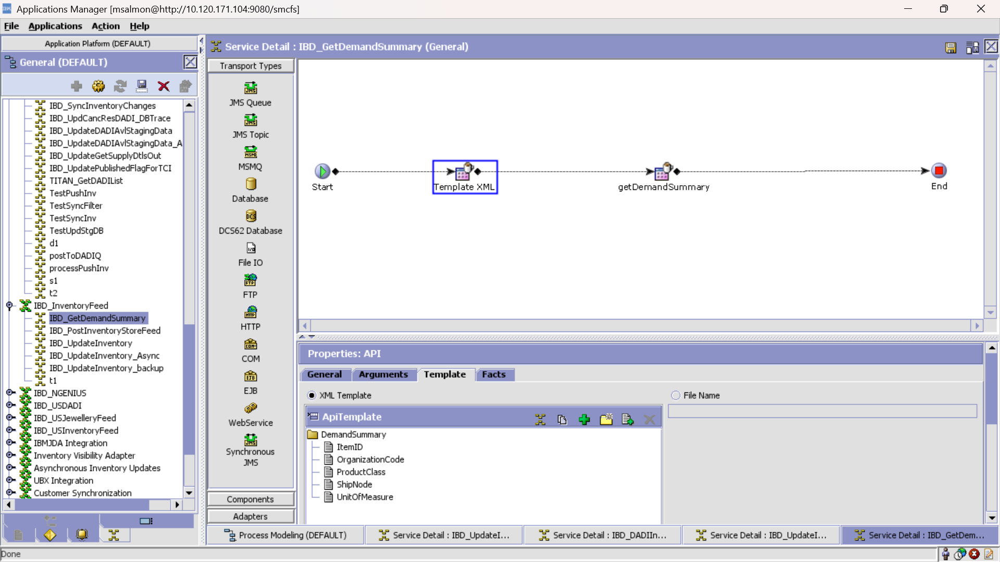 Applications Manager [msalmon@http://10.120.171.104:9080/smcfs]
File Applications Action Help
Application Platform (DEFAULT)
General (DEFAULT)
IBD_SyncInventoryChanges
IBD_UpdCancResDADI_DBTrace
IBD_UpdateDADIAvlStagingData
IBD_UpdateDADIAvlStagingData_A
IBD_UpdateGetSupplyDtlsOut
IBD_UpdatePublishedFlagForTCI
TITAN_GetDADIList
TestPushInv
TestSyncFilter
TestSyncInv
TestUpdStgDB
d1
postToDADIQ
processPushInv
s1
t2
IBD_InventoryFeed
IBD_GetDemandSummary
IBD_PostInventoryStoreFeed
IBD_UpdateInventory
IBD_UpdateInventory_Async
IBD_UpdateInventory_backup
t1
IBD_NGENIUS
IBD_USDADI
IBD_USJewelleryFeed
IBD_USInventoryFeed
IBMJDA Integration
Inventory Visibility Adapter
Asynchronous Inventory Updates
UBX Integration
Customer Synchronization
Service Detail : IBD_GetDemandSummary (General)
Transport Types
JMS Queue
JMS Topic
MSMQ
Database
DCS62 Database
File IO
FTP
HTTP
COM
EJB
WebService
Synchronous
JMS
Components
Adapters
Start
Template XML
getDemandSummary
End
Properties: API
General Arguments Template Facts
XML Template
File Name
ApiTemplate
DemandSummary
ItemID
OrganizationCode
ProductClass
ShipNode
UnitOfMeasure
Process Modeling (DEFAULT)
Service Detail : IBD_UpdateI...
Service Detail : IBD_DADIIn...
Service Detail : IBD_UpdateI...
Service Detail : IBD_GetDem...
Done